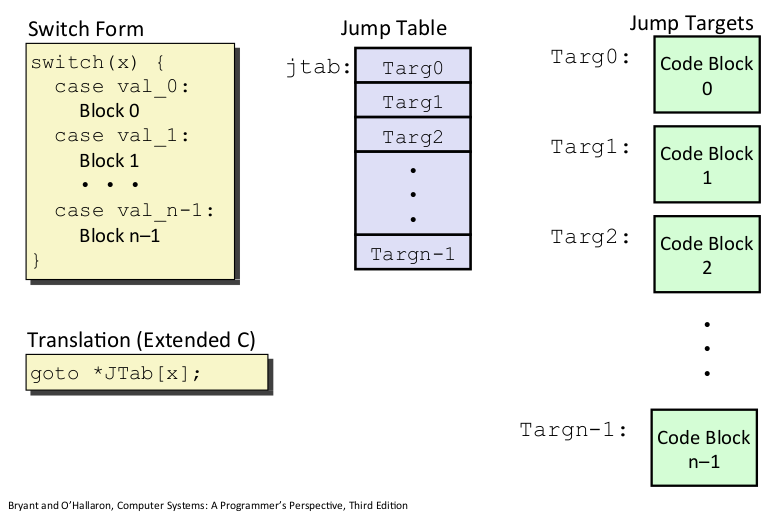 Switch Form
switch(x) {
case val_0:
Block 0
case val_1:
Block 1
• • •
case val_n-1:
Block n–1
}
Translation (Extended C)
goto *JTab[x];
Jump Table
jtab:
Targ0
Targ1
Targ2
•
•
•
Targn-1
Jump Targets
Targ0:
Code Block
0
Targ1:
Code Block
1
Targ2:
Code Block
2
•
•
•
Targn-1:
Code Block
n–1
Bryant and O'Hallaron, Computer Systems: A Programmer's Perspective, Third Edition